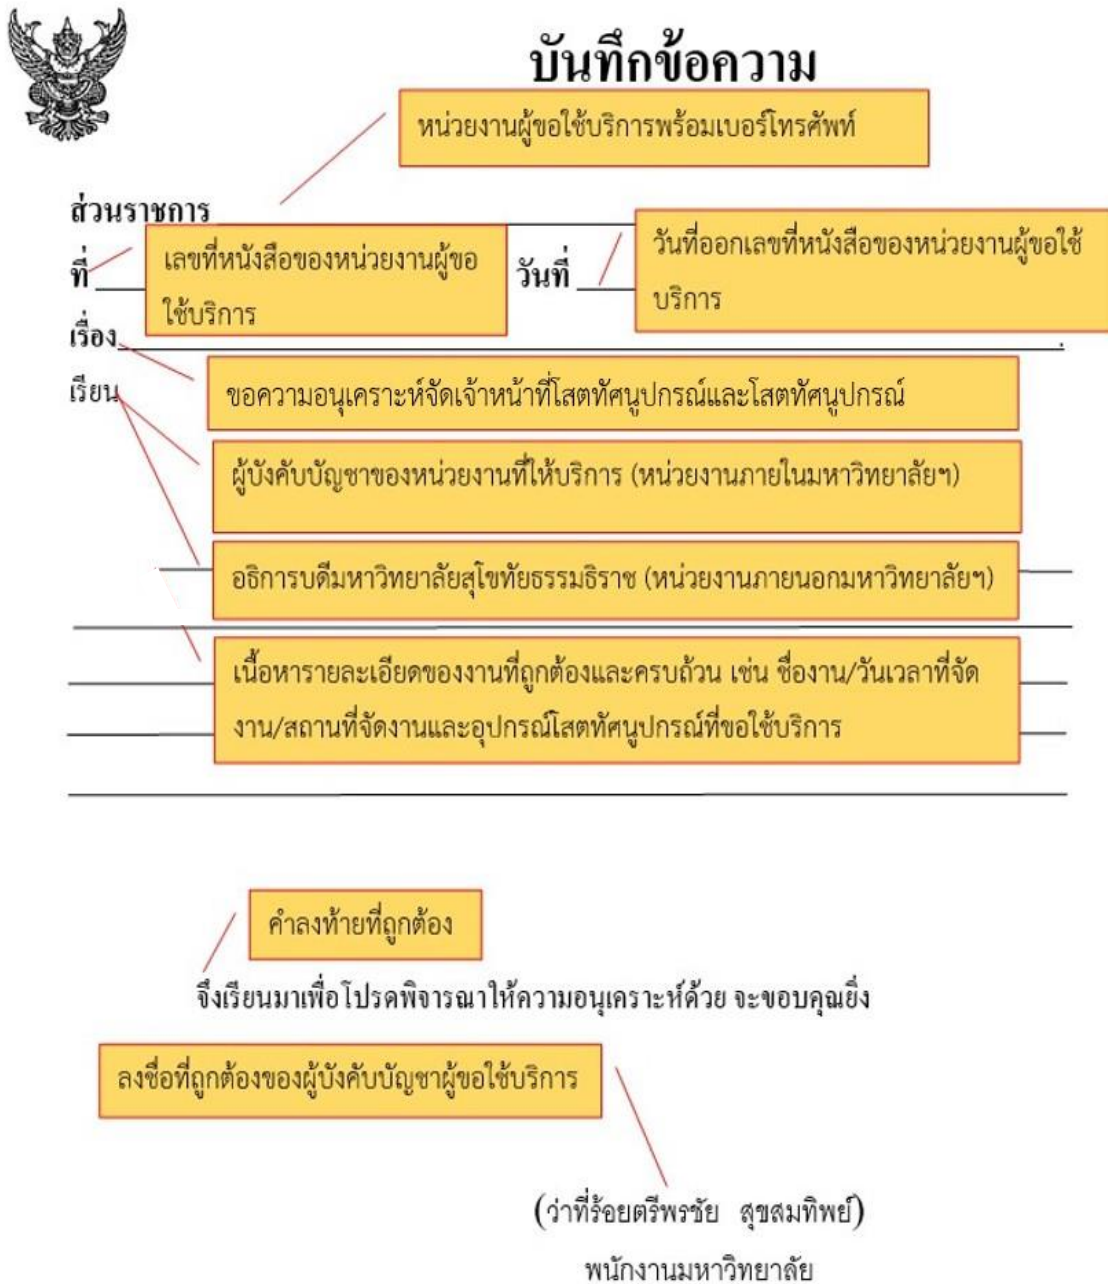 บันทึกข้อความ
หน่วยงานผู้ขอใช้บริการพร้อมเบอร์โทรศัพท์
ส่วนราชการ
ที่
เลขที่หนังสือของหน่วยงานผู้ขอ
ใช้บริการ
วันที่
วันที่ออกเลขที่หนังสือของหน่วยงานผู้ขอใช้
บริการ
เรื่อง
ขอความอนุเคราะห์จัดเจ้าหน้าที่โสตทัศนูปกรณ์และโสตทัศนูปกรณ์
เรียน
ผู้บังคับบัญชาของหน่วยงานที่ให้บริการ (หน่วยงานภายในมหาวิทยาลัยฯ)
อธิการบดีมหาวิทยาลัยสุโขทัยธรรมธิราช (หน่วยงานภายนอกมหาวิทยาลัยฯ)
เนื้อหารายละเอียดของงานที่ถูกต้องและครบถ้วน เช่น ชื่องาน/วันเวลาที่จัด
งาน/สถานที่จัดงานและอุปกรณ์โสตทัศนูปกรณ์ที่ขอใช้บริการ
คำลงท้ายที่ถูกต้อง
จึงเรียนมาเพื่อโปรดพิจารณาให้ความอนุเคราะห์ด้วย จะขอบคุณยิ่ง
ลงชื่อที่ถูกต้องของผู้บังคับบัญชาผู้ขอใช้บริการ
(ว่าที่ร้อยตรีพรชัย สุขสมทิพย์)
พนักงานมหาวิทยาลัย